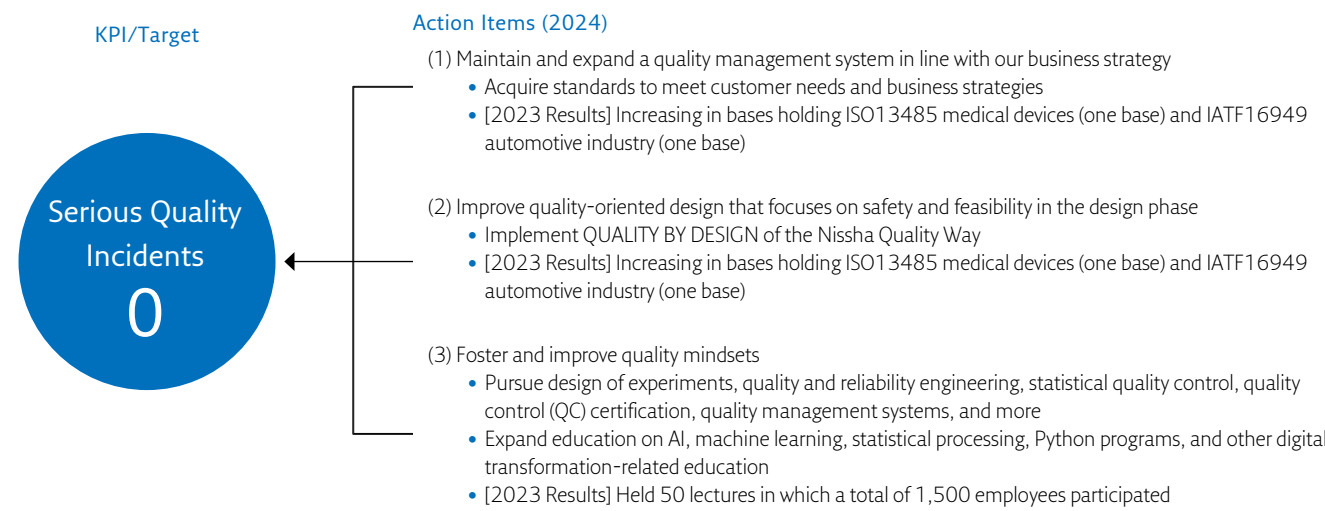 KPI/Target
Serious Quality
Incidents
0
Action Items (2024)
(1) Maintain and expand a quality management system in line with our business strategy
• Acquire standards to meet customer needs and business strategies
• [2023 Results] Increasing in bases holding ISO13485 medical devices (one base) and IATF16949
automotive industry (one base)
(2) Improve quality-oriented design that focuses on safety and feasibility in the design phase
• Implement QUALITY BY DESIGN of the Nissha Quality Way
• [2023 Results] Increasing in bases holding ISO13485 medical devices (one base) and IATF16949
automotive industry (one base)
(3) Foster and improve quality mindsets
• Pursue design of experiments, quality and reliability engineering, statistical quality control, quality
control (QC) certification, quality management systems, and more
• Expand education on AI, machine learning, statistical processing, Python programs, and other digital
transformation-related education
• [2023 Results] Held 50 lectures in which a total of 1,500 employees participated